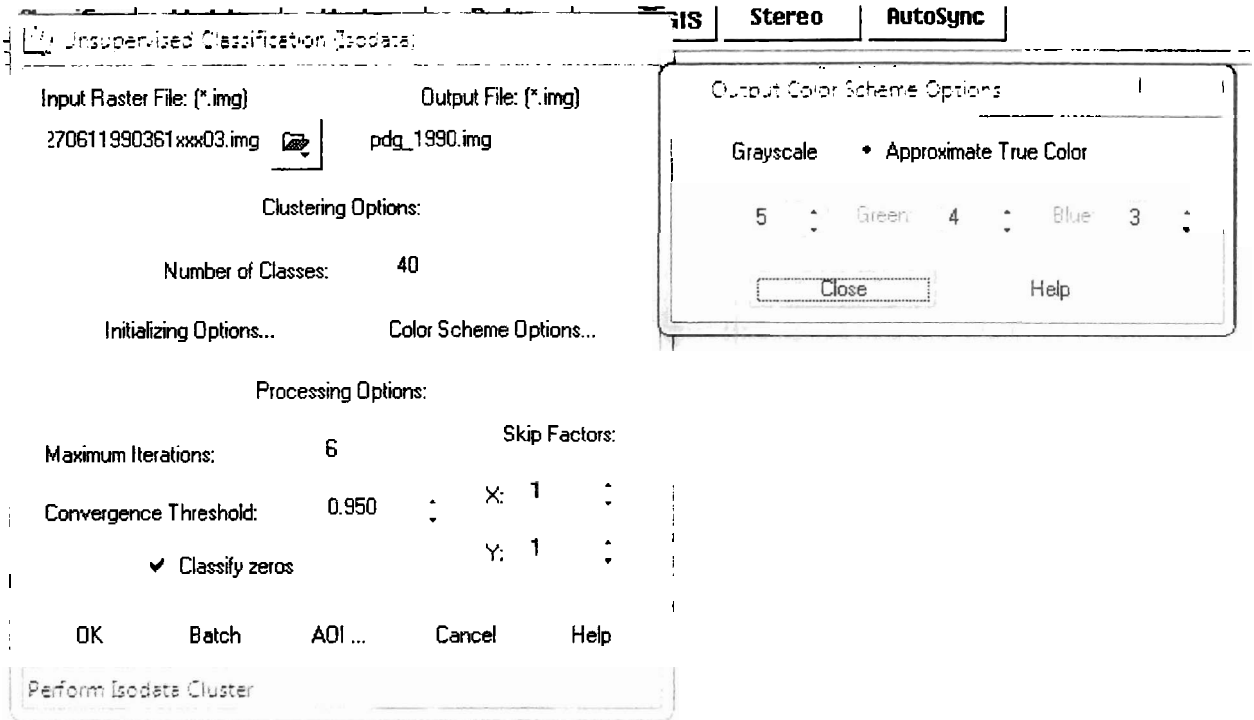 GIS Stereo AutoSync
Unsupervised Classification (Isodata)
Input Raster File: (*.img) Output File: (*.img)
270611990361xxx03.img pdg_1990.img
Clustering Options:
Number of Classes: 40
Initializing Options... Color Scheme Options...
Processing Options:
Maximum Iterations: 6 Skip Factors:
Convergence Threshold: 0.950 X: 1
Classify zeros Y: 1
OK Batch AOI ... Cancel Help
Perform Isodata Cluster
Output Color Scheme Options
Grayscale Approximate True Color
5 Green: 4 Blue: 3
Close Help